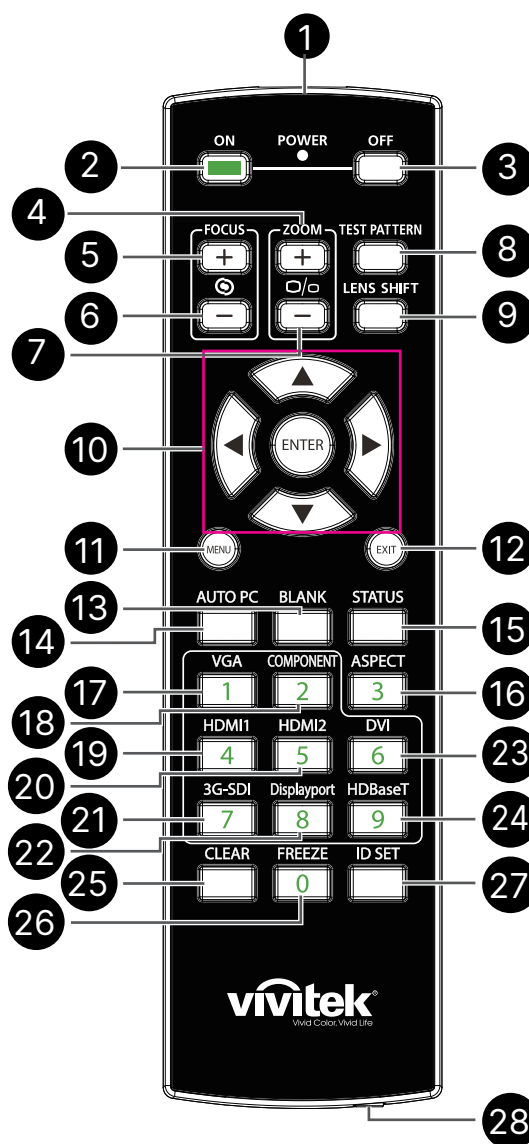 1
ON POWER OFF
2 3
4
FOCUS ZOOM TEST PATTERN
5 + + 8
LENS SHIFT
6 − − 9
7
10 ENTER
11 MENU EXIT 12
13
AUTO PC BLANK STATUS
14 15
VGA COMPONENT ASPECT
17 1 2 3 16
18
HDMI1 HDMI2 DVI
19 4 5 6 23
20
3G-SDI Displayport HDBaseT
21 7 8 9 24
22
CLEAR FREEZE ID SET
25 0 27
26
vivitek®
Vivid Color, Vivid Life
28